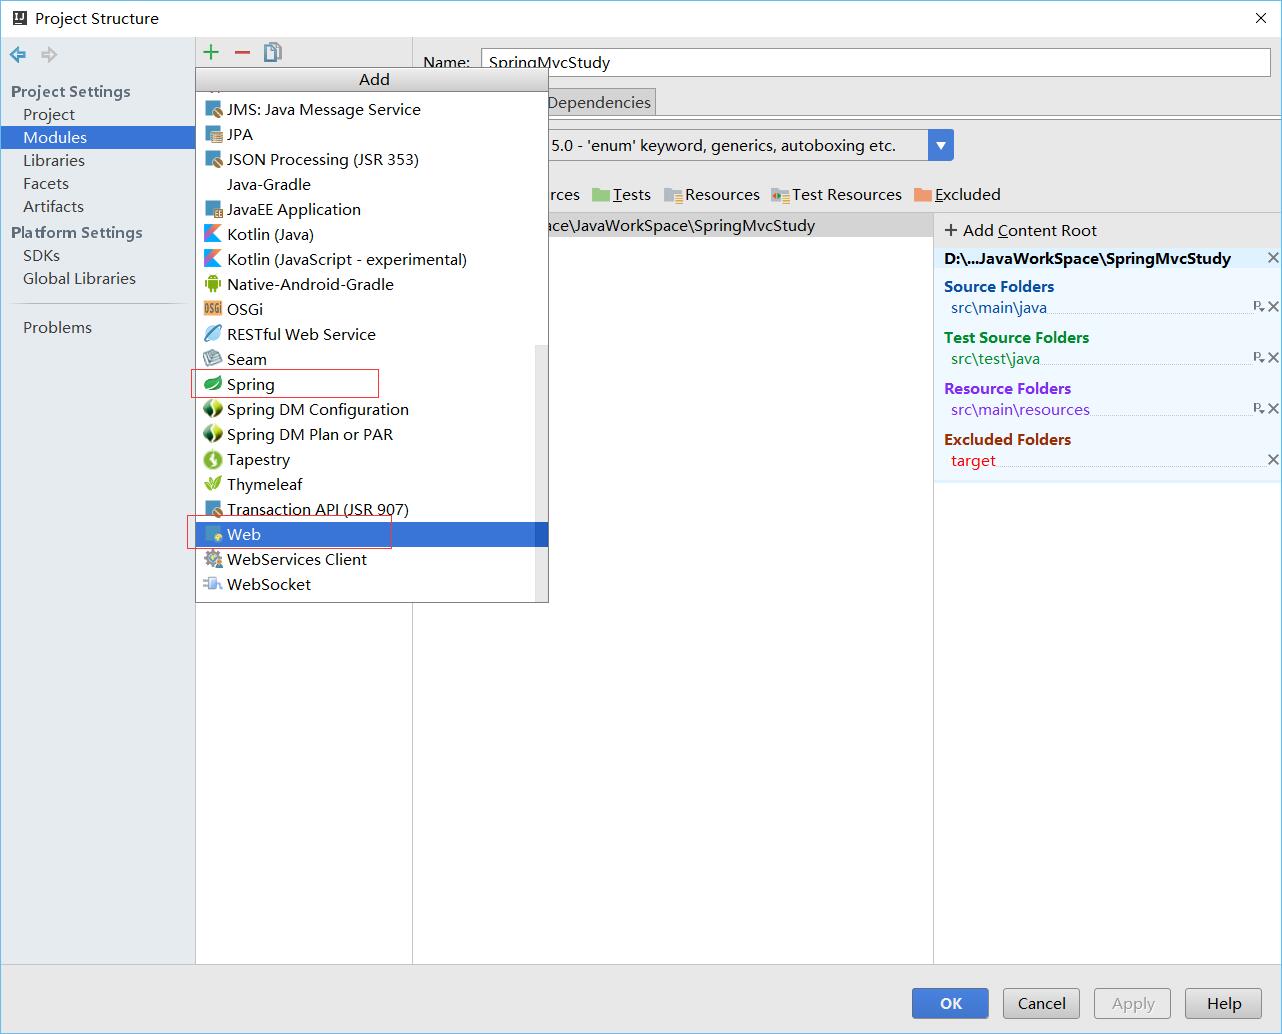 Project Structure
Project Settings
Project
Modules
Libraries
Facets
Artifacts
Platform Settings
SDKs
Global Libraries
Problems
Add
JMS: Java Message Service
JPA
JSON Processing (JSR 353)
Java-Gradle
JavaEE Application
Kotlin (Java)
Kotlin (JavaScript - experimental)
Native-Android-Gradle
OSGi
RESTful Web Service
Seam
Spring
Spring DM Configuration
Spring DM Plan or PAR
Tapestry
Thymeleaf
Transaction API (JSR 907)
Web
WebServices Client
WebSocket
Name: SpringMvcStudy
Dependencies
5.0 - 'enum' keyword, generics, autoboxing etc.
rces Tests Resources Test Resources Excluded
ace\JavaWorkSpace\SpringMvcStudy
+ Add Content Root
D:\...JavaWorkSpace\SpringMvcStudy
Source Folders
src\main\java
Test Source Folders
src\test\java
Resource Folders
src\main\resources
Excluded Folders
target
OK Cancel Apply Help